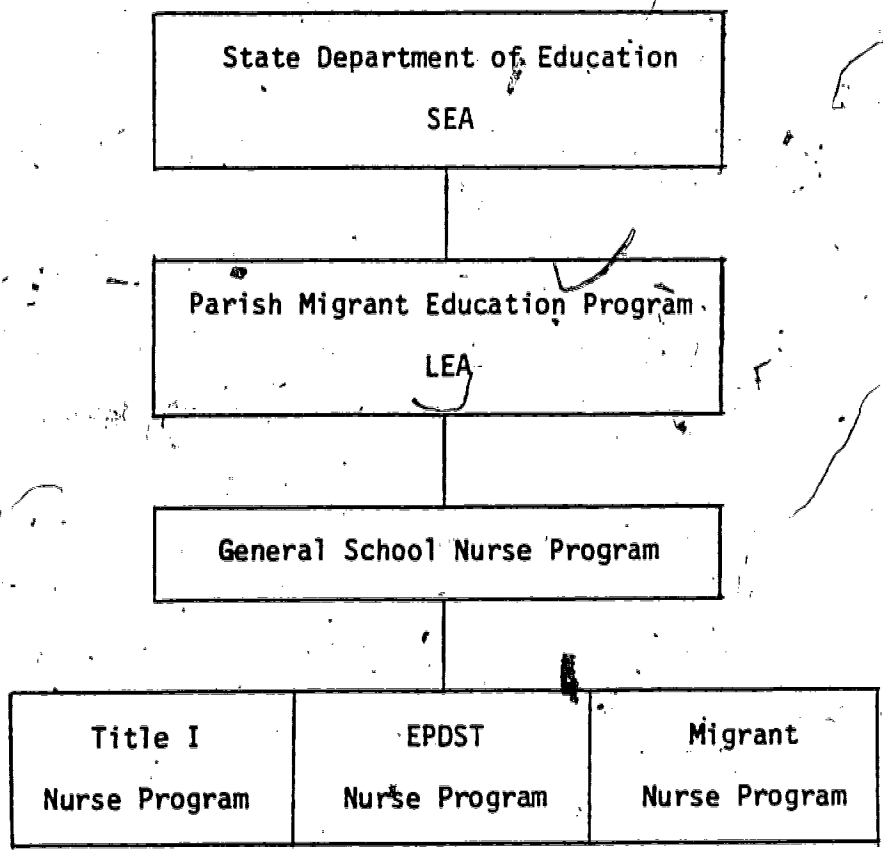 State Department of Education
SEA
Parish Migrant Education Program
LEA
General School Nurse Program
Title I
Nurse Program
EPDST
Nurse Program
Migrant
Nurse Program